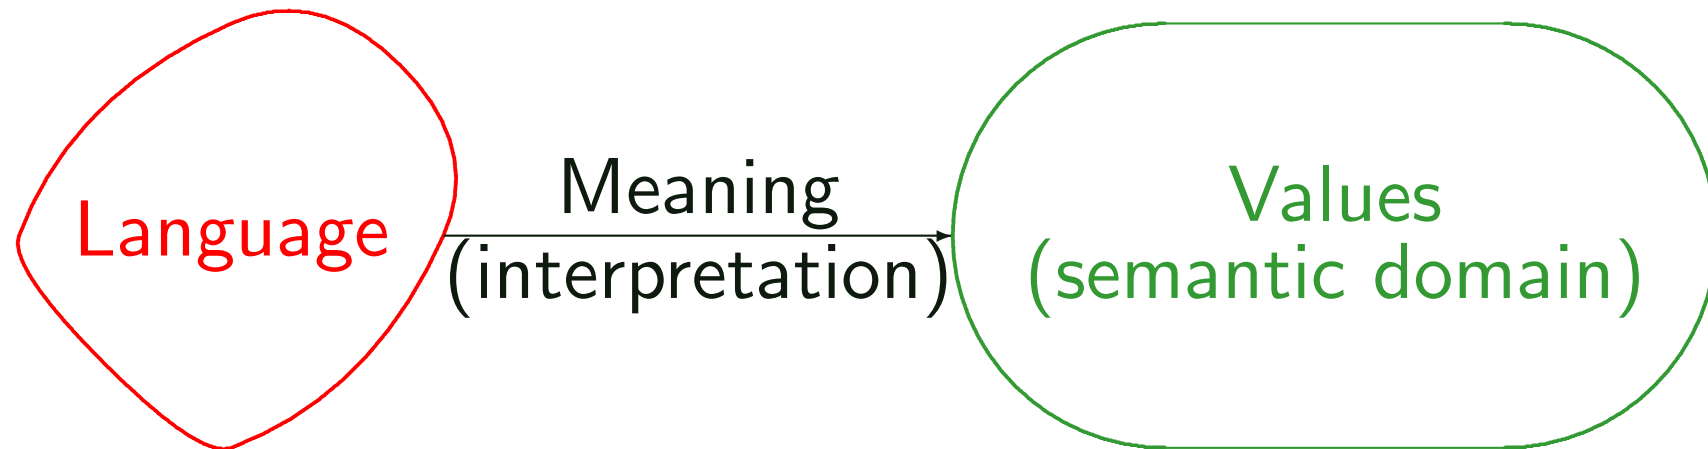 Language
Meaning
(interpretation)
Values
(semantic domain)